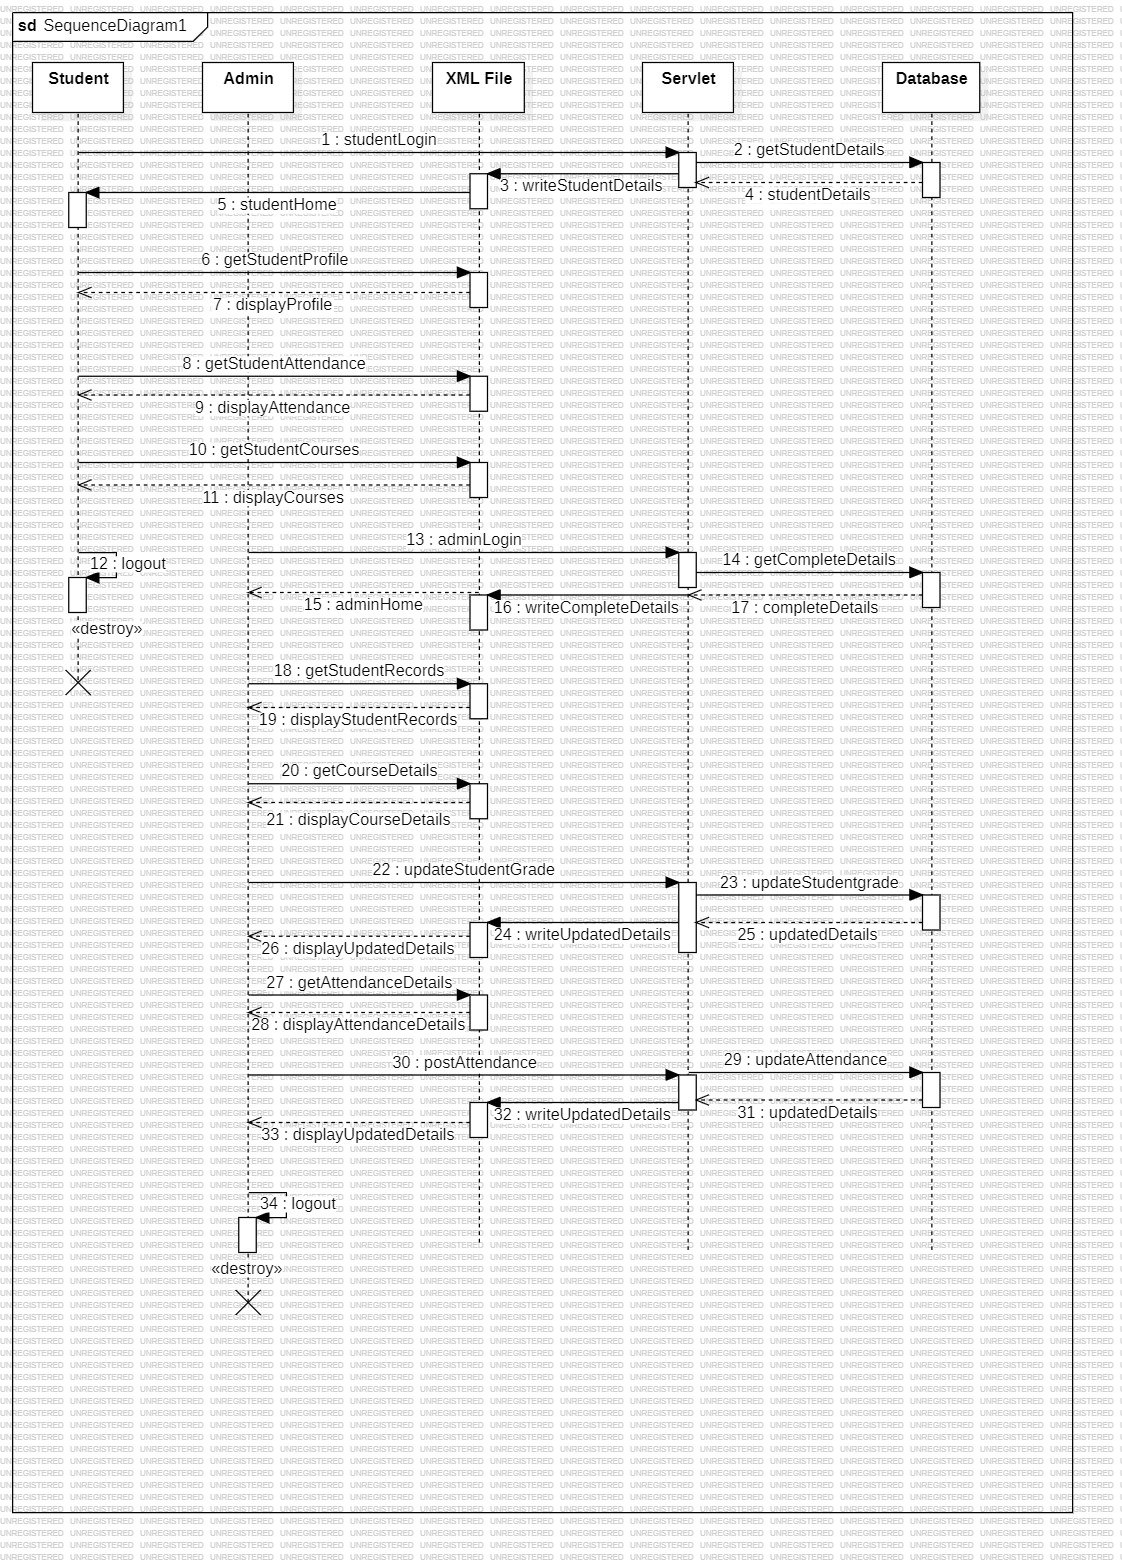 sd SequenceDiagram1
Student
Admin
XML File
Servlet
Database
1 : studentLogin
2 : getStudentDetails
3 : writeStudentDetails
4 : studentDetails
5 : studentHome
6 : getStudentProfile
7 : displayProfile
8 : getStudentAttendance
9 : displayAttendance
10 : getStudentCourses
11 : displayCourses
13 : adminLogin
12 : logout
14 : getCompleteDetails
15 : adminHome
16 : writeCompleteDetails
17 : completeDetails
«destroy»
18 : getStudentRecords
19 : displayStudentRecords
20 : getCourseDetails
21 : displayCourseDetails
22 : updateStudentGrade
23 : updateStudentgrade
24 : writeUpdatedDetails
25 : updatedDetails
26 : displayUpdatedDetails
27 : getAttendanceDetails
28 : displayAttendanceDetails
30 : postAttendance
29 : updateAttendance
32 : writeUpdatedDetails
31 : updatedDetails
33 : displayUpdatedDetails
34 : logout
«destroy»
UNREGISTERED